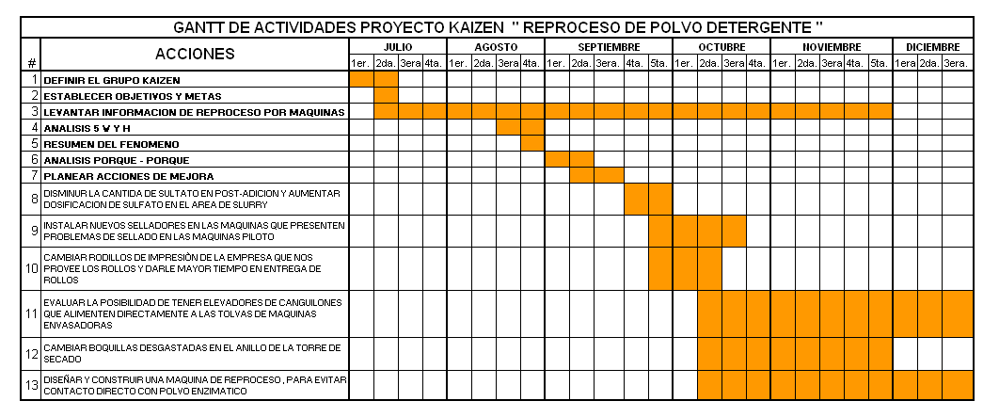 GANTT DE ACTIVIDADES PROYECTO KAIZEN " REPROCESO DE POLVO DETERGENTE "
# ACCIONES JULIO AGOSTO SEPTIEMBRE OCTUBRE NOVIEMBRE DICIEMBRE
1er. 2da. 3era 4ta. 1er. 2da. 3era 4ta. 1er. 2da. 3era 4ta. 5ta. 1er. 2da. 3era 4ta. 1er. 2da. 3era 4ta. 5ta. 1era 2da. 3era.
1 DEFINIR EL GRUPO KAIZEN
2 ESTABLECER OBJETIVOS Y METAS
3 LEVANTAR INFORMACION DE REPROCESO POR MAQUINAS
4 ANALISIS 5 W Y H
5 RESUMEN DEL FENOMENO
6 ANALISIS PORQUE - PORQUE
7 PLANEAR ACCIONES DE MEJORA
8 DISMINUR LA CANTIDA DE SULTATO EN POST-ADICION Y AUMENTAR
DOSIFICACION DE SULFATO EN EL AREA DE SLURRY
9 INSTALAR NUEVOS SELLADORES EN LAS MAQUINAS QUE PRESENTEN
PROBLEMAS DE SELLADO EN LAS MAQUINAS PILOTO
10 CAMBIAR RODILLOS DE IMPRESIÒN DE LA EMPRESA QUE NOS
PROVEE LOS ROLLOS Y DARLE MAYOR TIEMPO EN ENTREGA DE
ROLLOS
11 EVALUAR LA POSIBILIDAD DE TENER ELEVADORES DE CANGUILONES
QUE ALIMENTEN DIRECTAMENTE A LAS TOLVAS DE MAQUINAS
ENVASADORAS
12 CAMBIAR BOQUILLAS DESGASTADAS EN EL ANILLO DE LA TORRE DE
SECADO
13 DISEÑAR Y CONSTRUIR UNA MAQUINA DE REPROCESO , PARA EVITAR
CONTACTO DIRECTO CON POLVO ENZIMATICO